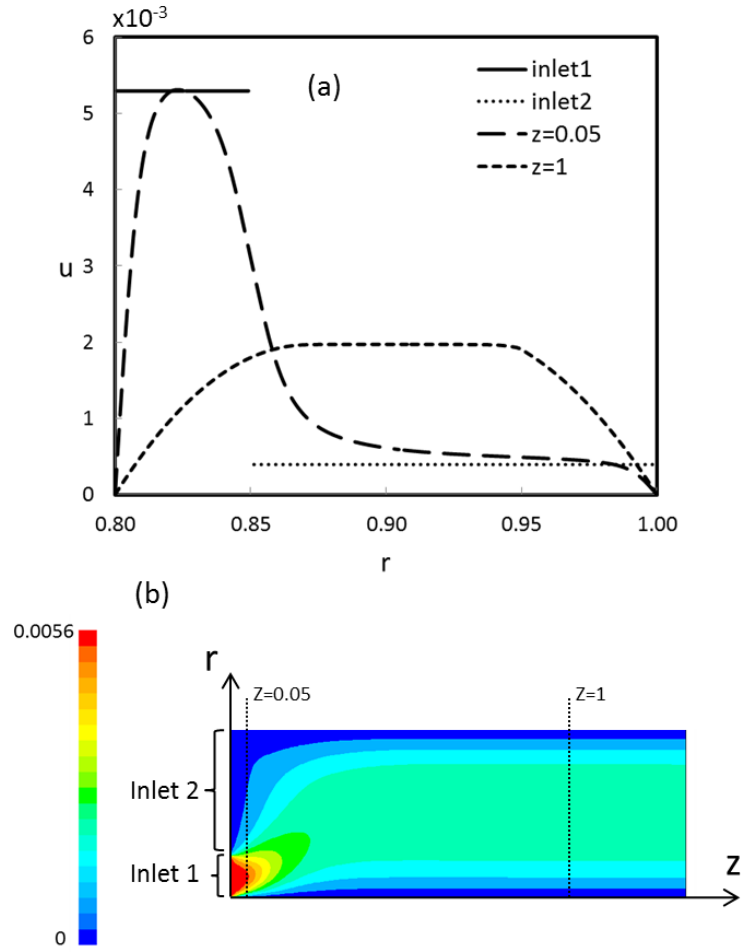 x10-3
6
5
4
3
2
1
0
u
(a)
inlet1
inlet2
z=0.05
z=1
0.80
0.85
0.90
0.95
1.00
r
(b)
0.0056
0
r
Z=0.05
Z=1
Inlet 2
Inlet 1
z